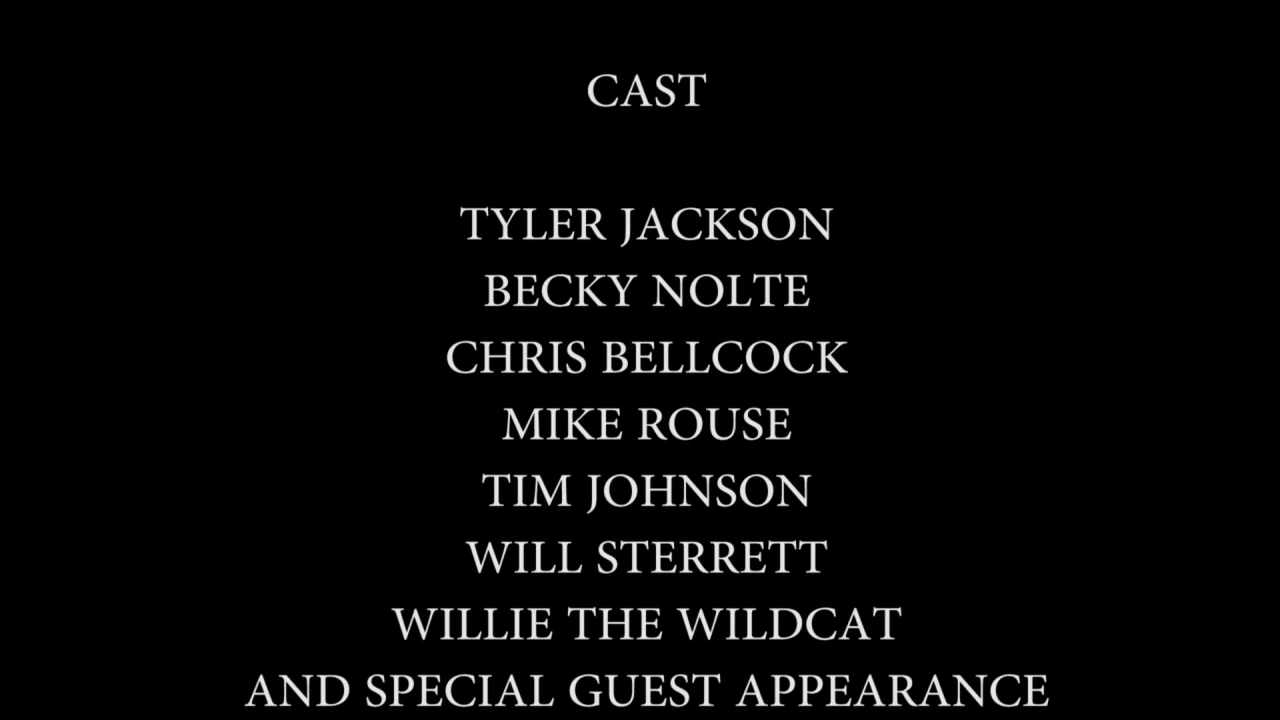 CAST
TYLER JACKSON
BECKY NOLTE
CHRIS BELLCOCK
MIKE ROUSE
TIM JOHNSON
WILL STERRETT
WILLIE THE WILDCAT
AND SPECIAL GUEST APPEARANCE